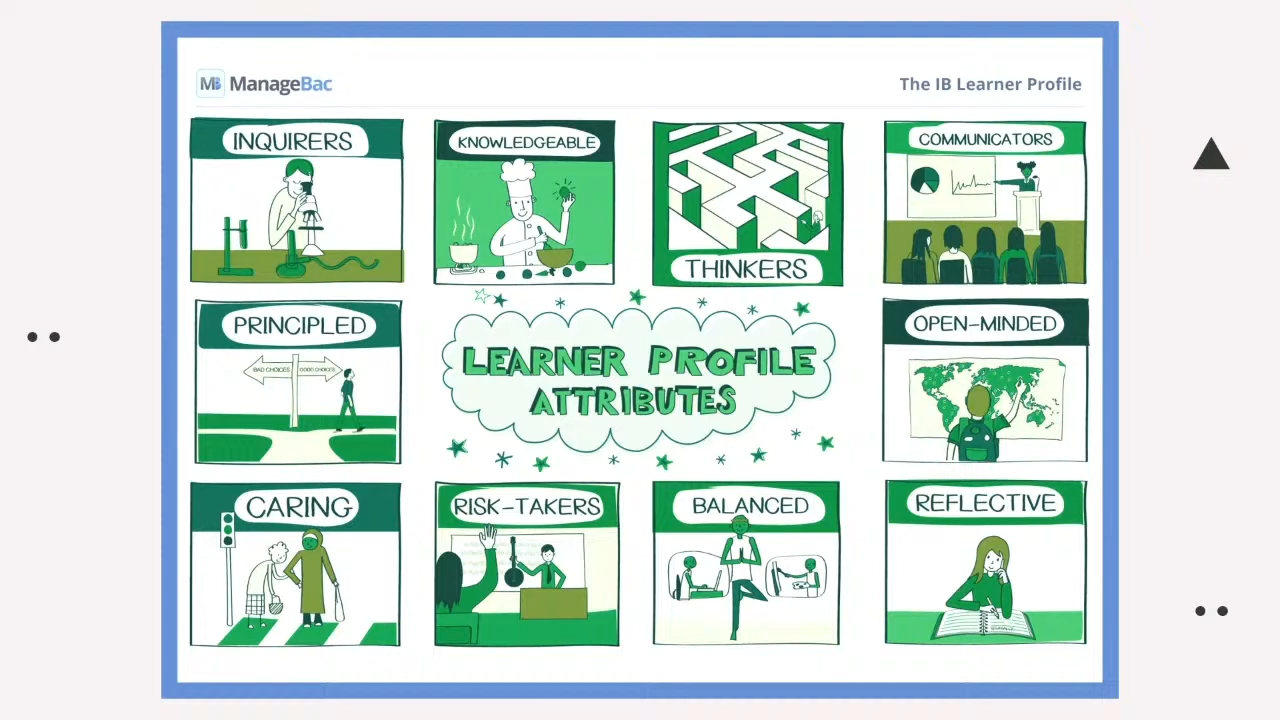 MB ManageBac
The IB Learner Profile
INQUIRERS
KNOWLEDGEABLE
THINKERS
COMMUNICATORS
PRINCIPLED
BAD CHOICES
GOOD CHOICES
LEARNER PROFILE
ATTRIBUTES
OPEN-MINDED
CARING
RISK-TAKERS
BALANCED
REFLECTIVE